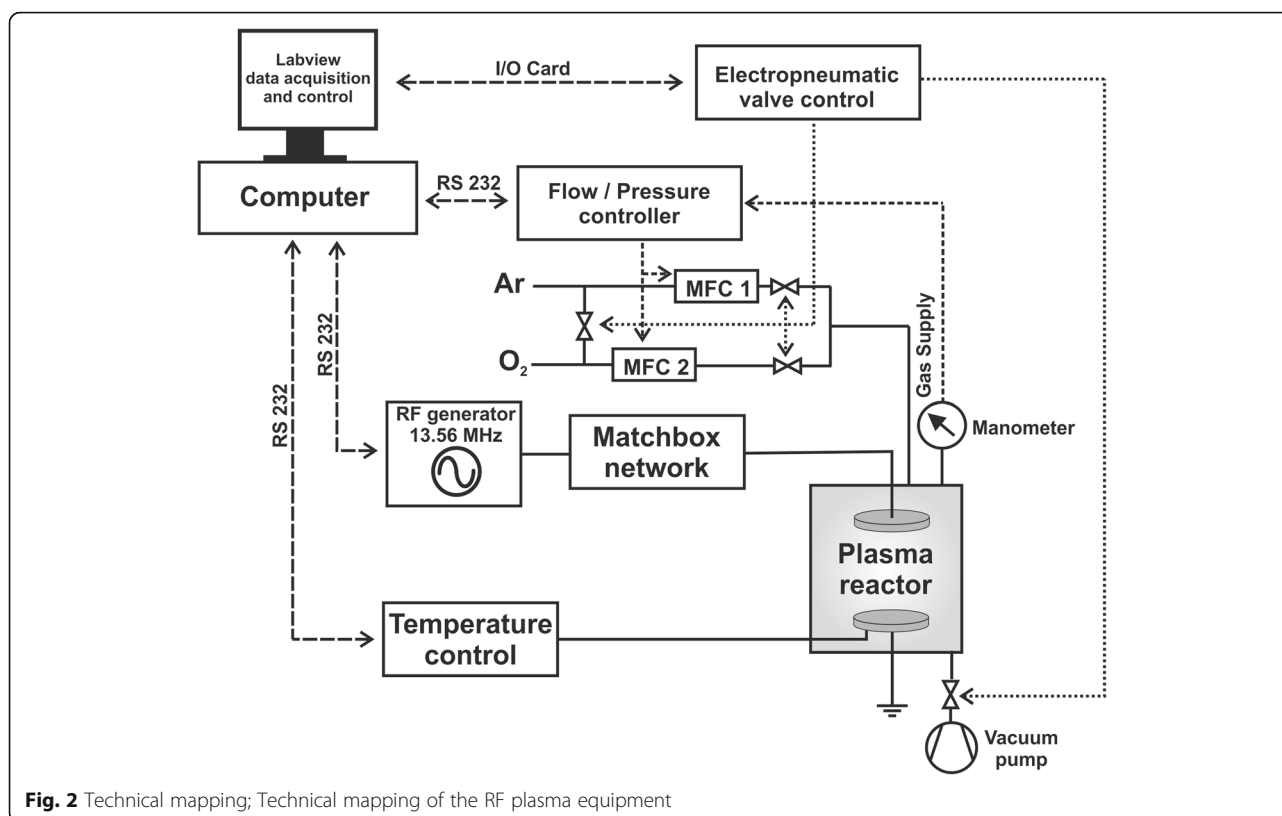 Labview
data acquisition
and control
I/O Card
Electropneumatic
valve control
Computer
RS 232
Flow / Pressure
controller
Ar
MFC 1
O₂
MFC 2
Gas Supply
Manometer
RS 232
RS 232
RF generator
13.56 MHz
Matchbox
network
Plasma
reactor
Temperature
control
Vacuum
pump
Fig. 2 Technical mapping; Technical mapping of the RF plasma equipment